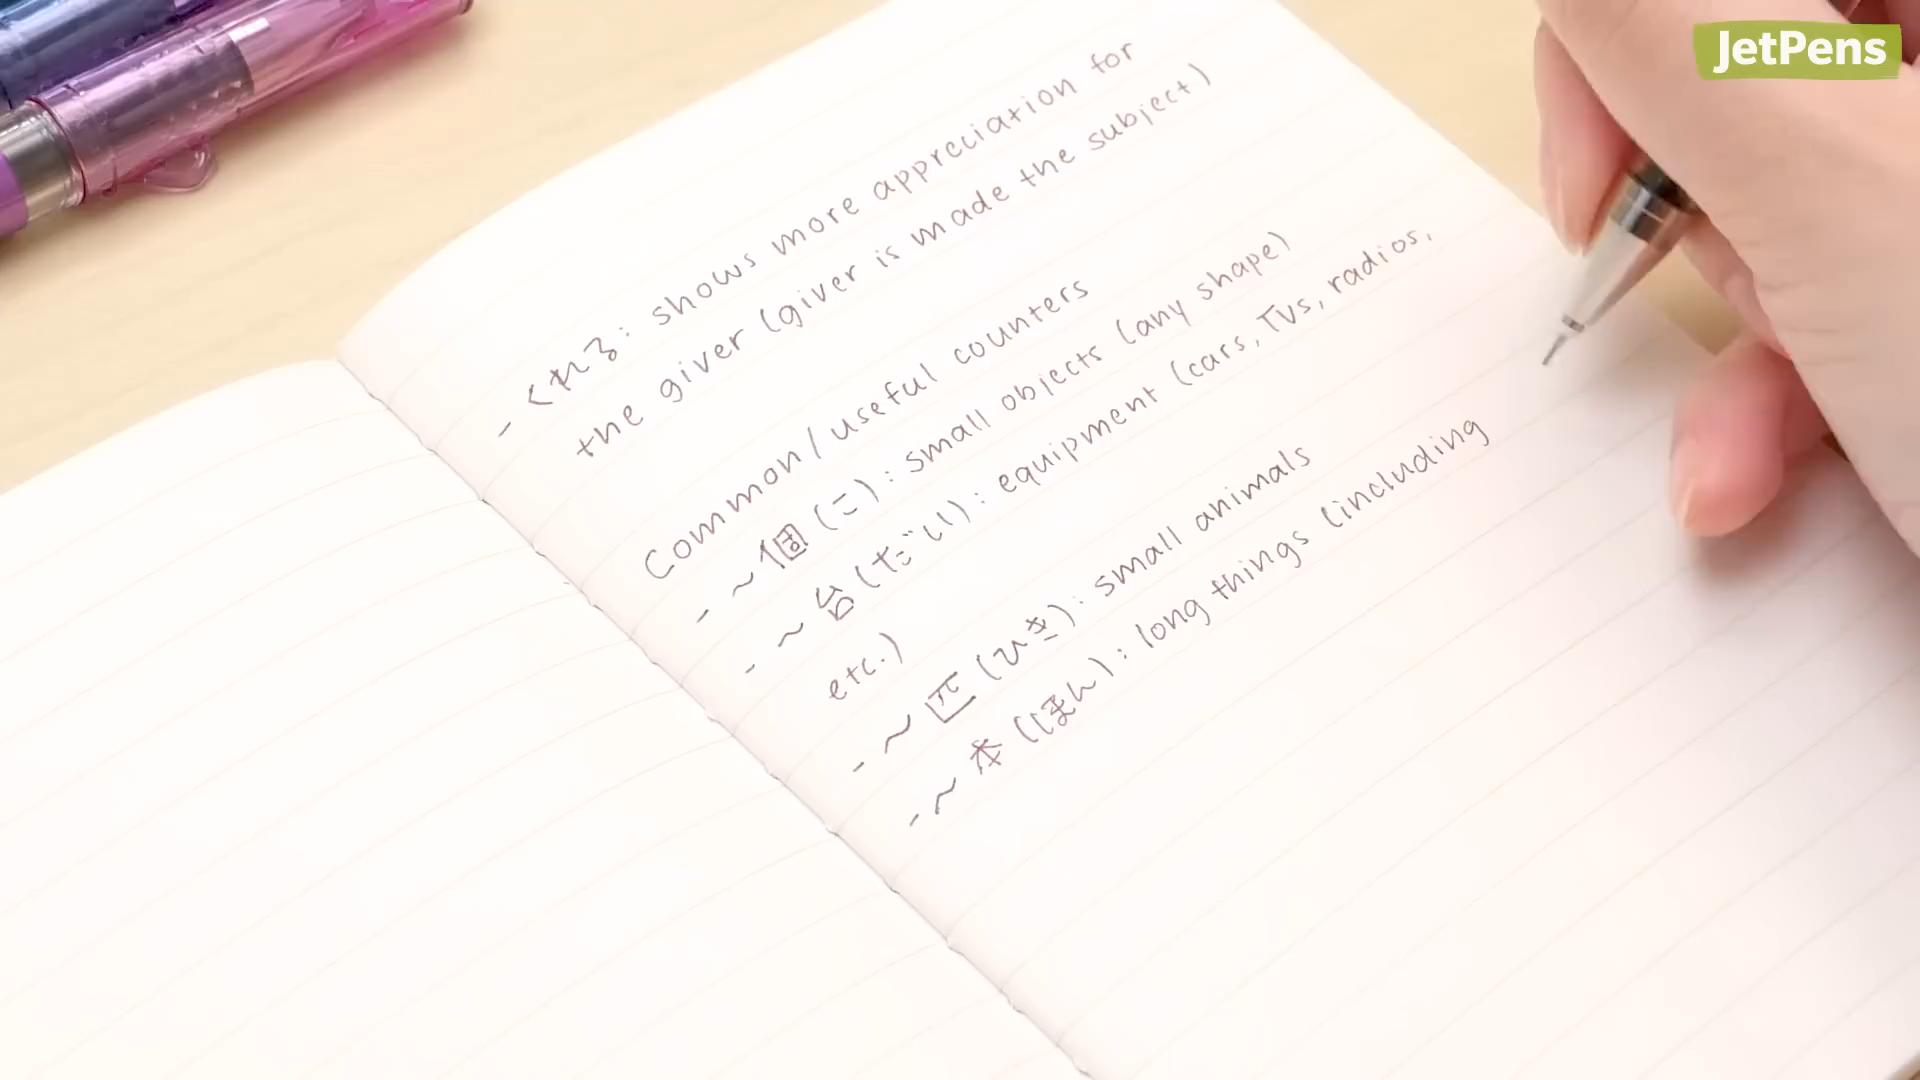 JetPens
- くれる: shows more appreciation for
the giver (giver is made the subject)
Common/useful counters
- ~個(こ): small objects (any shape)
- ~台(だい): equipment (cars, TVs, radios,
etc.)
- ~匹(ひき): small animals
- ~本(ほん): long things (including